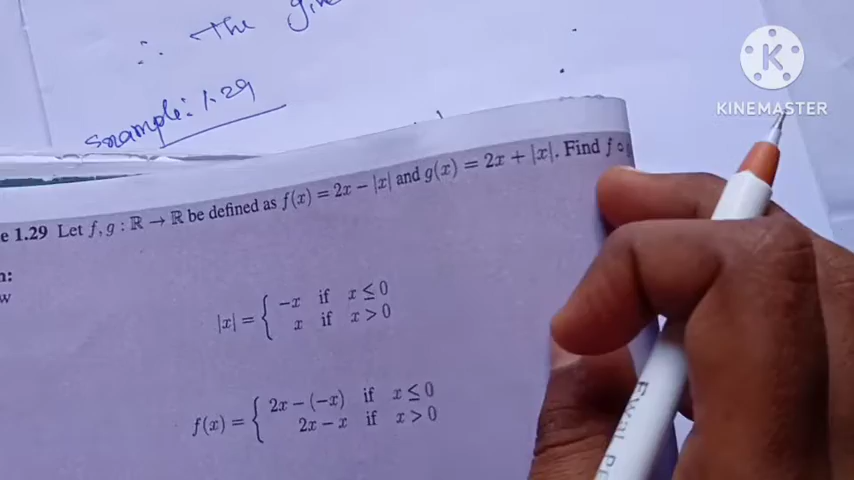 ∴ The given
Example: 1.29
K
KINEMASTER
e 1.29 Let f, g : ℝ → ℝ be defined as f(x) = 2x − |x| and g(x) = 2x + |x|. Find f ∘
n:
w
|x| = { −x if x ≤ 0
x if x > 0
f(x) = { 2x − (−x) if x ≤ 0
2x − x if x > 0